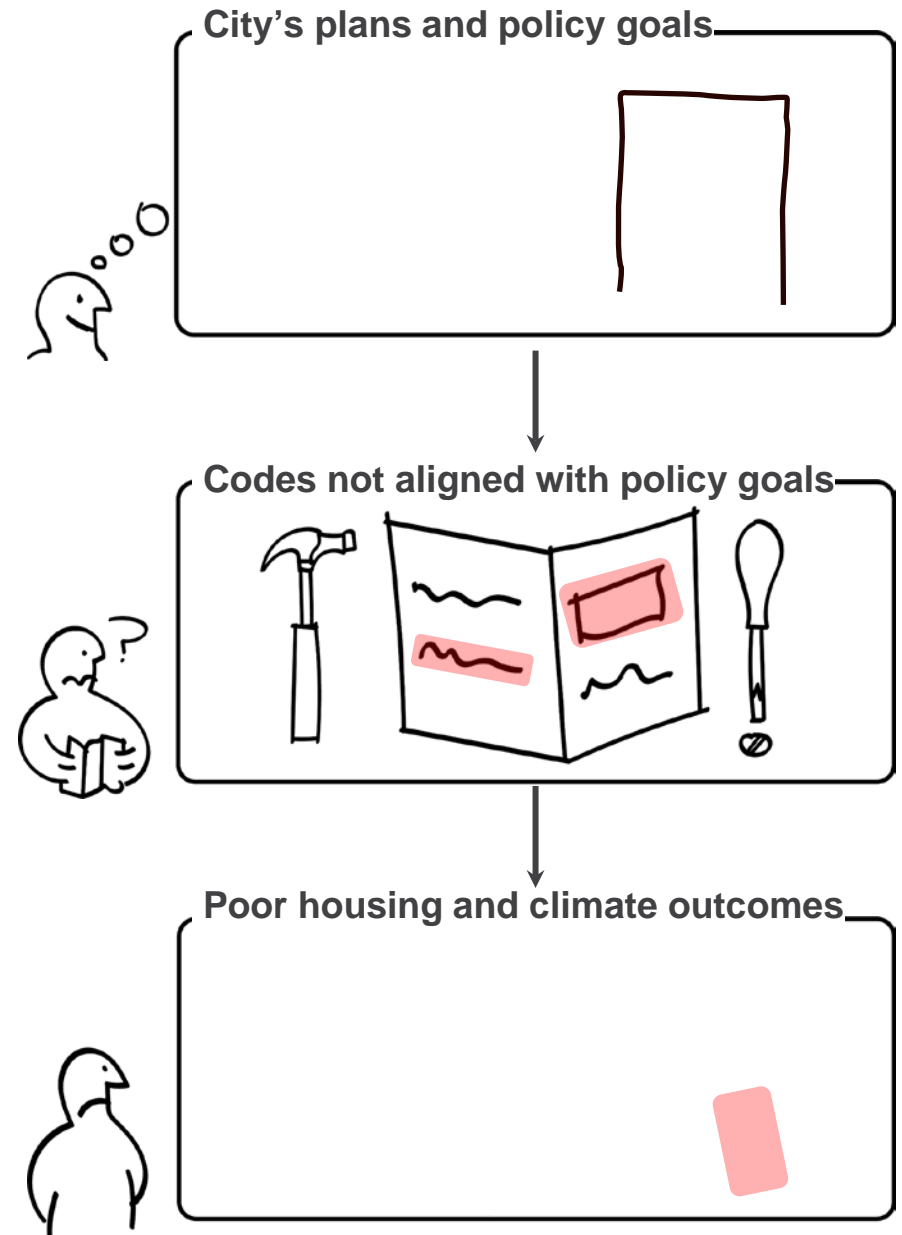 City’s plans and policy goals
Codes not aligned with policy goals
?
Poor housing and climate outcomes